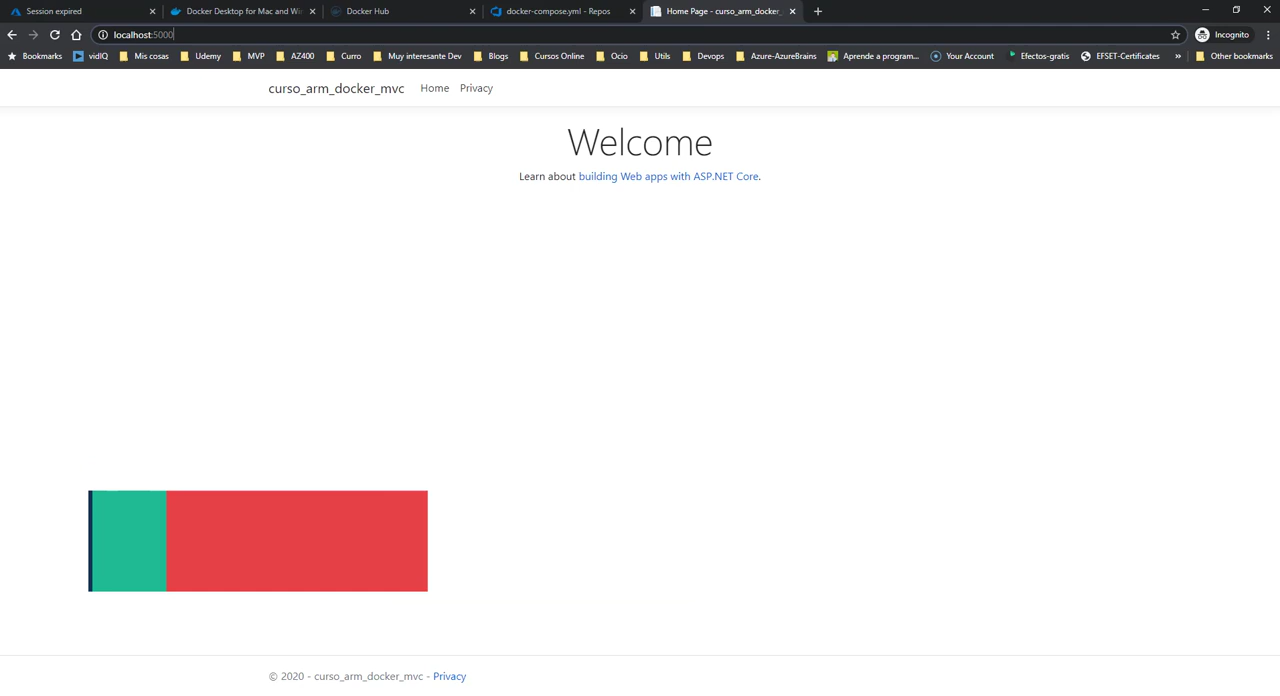 Session expired
Docker Desktop for Mac and Wi
Docker Hub
docker-compose.yml - Repos
Home Page - curso_arm_docker_
localhost:5000
Incognito
Bookmarks
vidIQ
Mis cosas
Udemy
MVP
AZ400
Curro
Muy interesante Dev
Blogs
Cursos Online
Ocio
Utils
Devops
Azure-AzureBrains
Aprende a program...
Your Account
Efectos-gratis
EFSET-Certificates
»
Other bookmarks
curso_arm_docker_mvc
Home
Privacy
Welcome
Learn about building Web apps with ASP.NET Core.
© 2020 - curso_arm_docker_mvc - Privacy